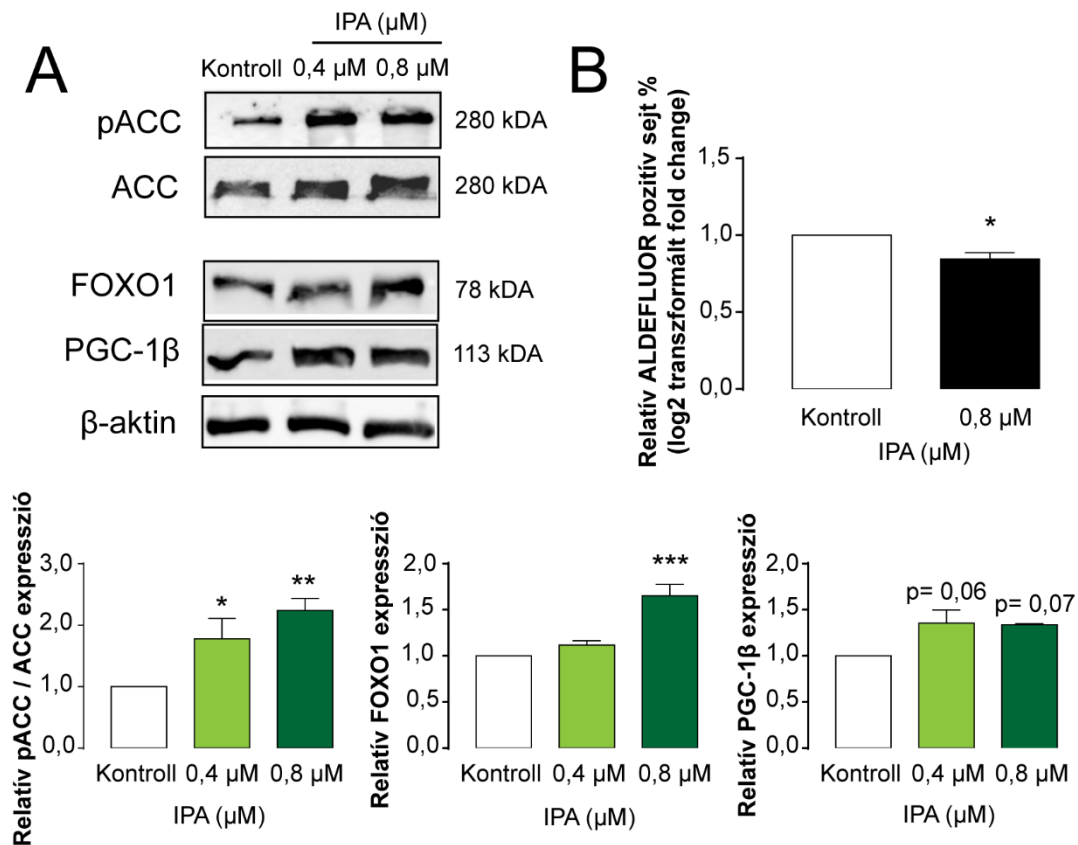 A
IPA (µM)
Kontroll 0,4 µM 0,8 µM
pACC 280 kDA
ACC 280 kDA
FOXO1 78 kDA
PGC-1β 113 kDA
β-aktin
B
Relatív ALDEFLUOR pozitív sejt %
(log2 transzformált fold change)
1,5
1,0
0,5
0,0
*
Kontroll 0,8 µM
IPA (µM)
Relatív pACC / ACC expresszió
3,0
2,0
1,0
0,0
* **
Kontroll 0,4 µM 0,8 µM
IPA (µM)
Relatív FOXO1 expresszió
2,0
1,5
1,0
0,5
0,0
***
Kontroll 0,4 µM 0,8 µM
IPA (µM)
Relatív PGC-1β expresszió
2,0
1,5
1,0
0,5
0,0
p= 0,06 p= 0,07
Kontroll 0,4 µM 0,8 µM
IPA (µM)